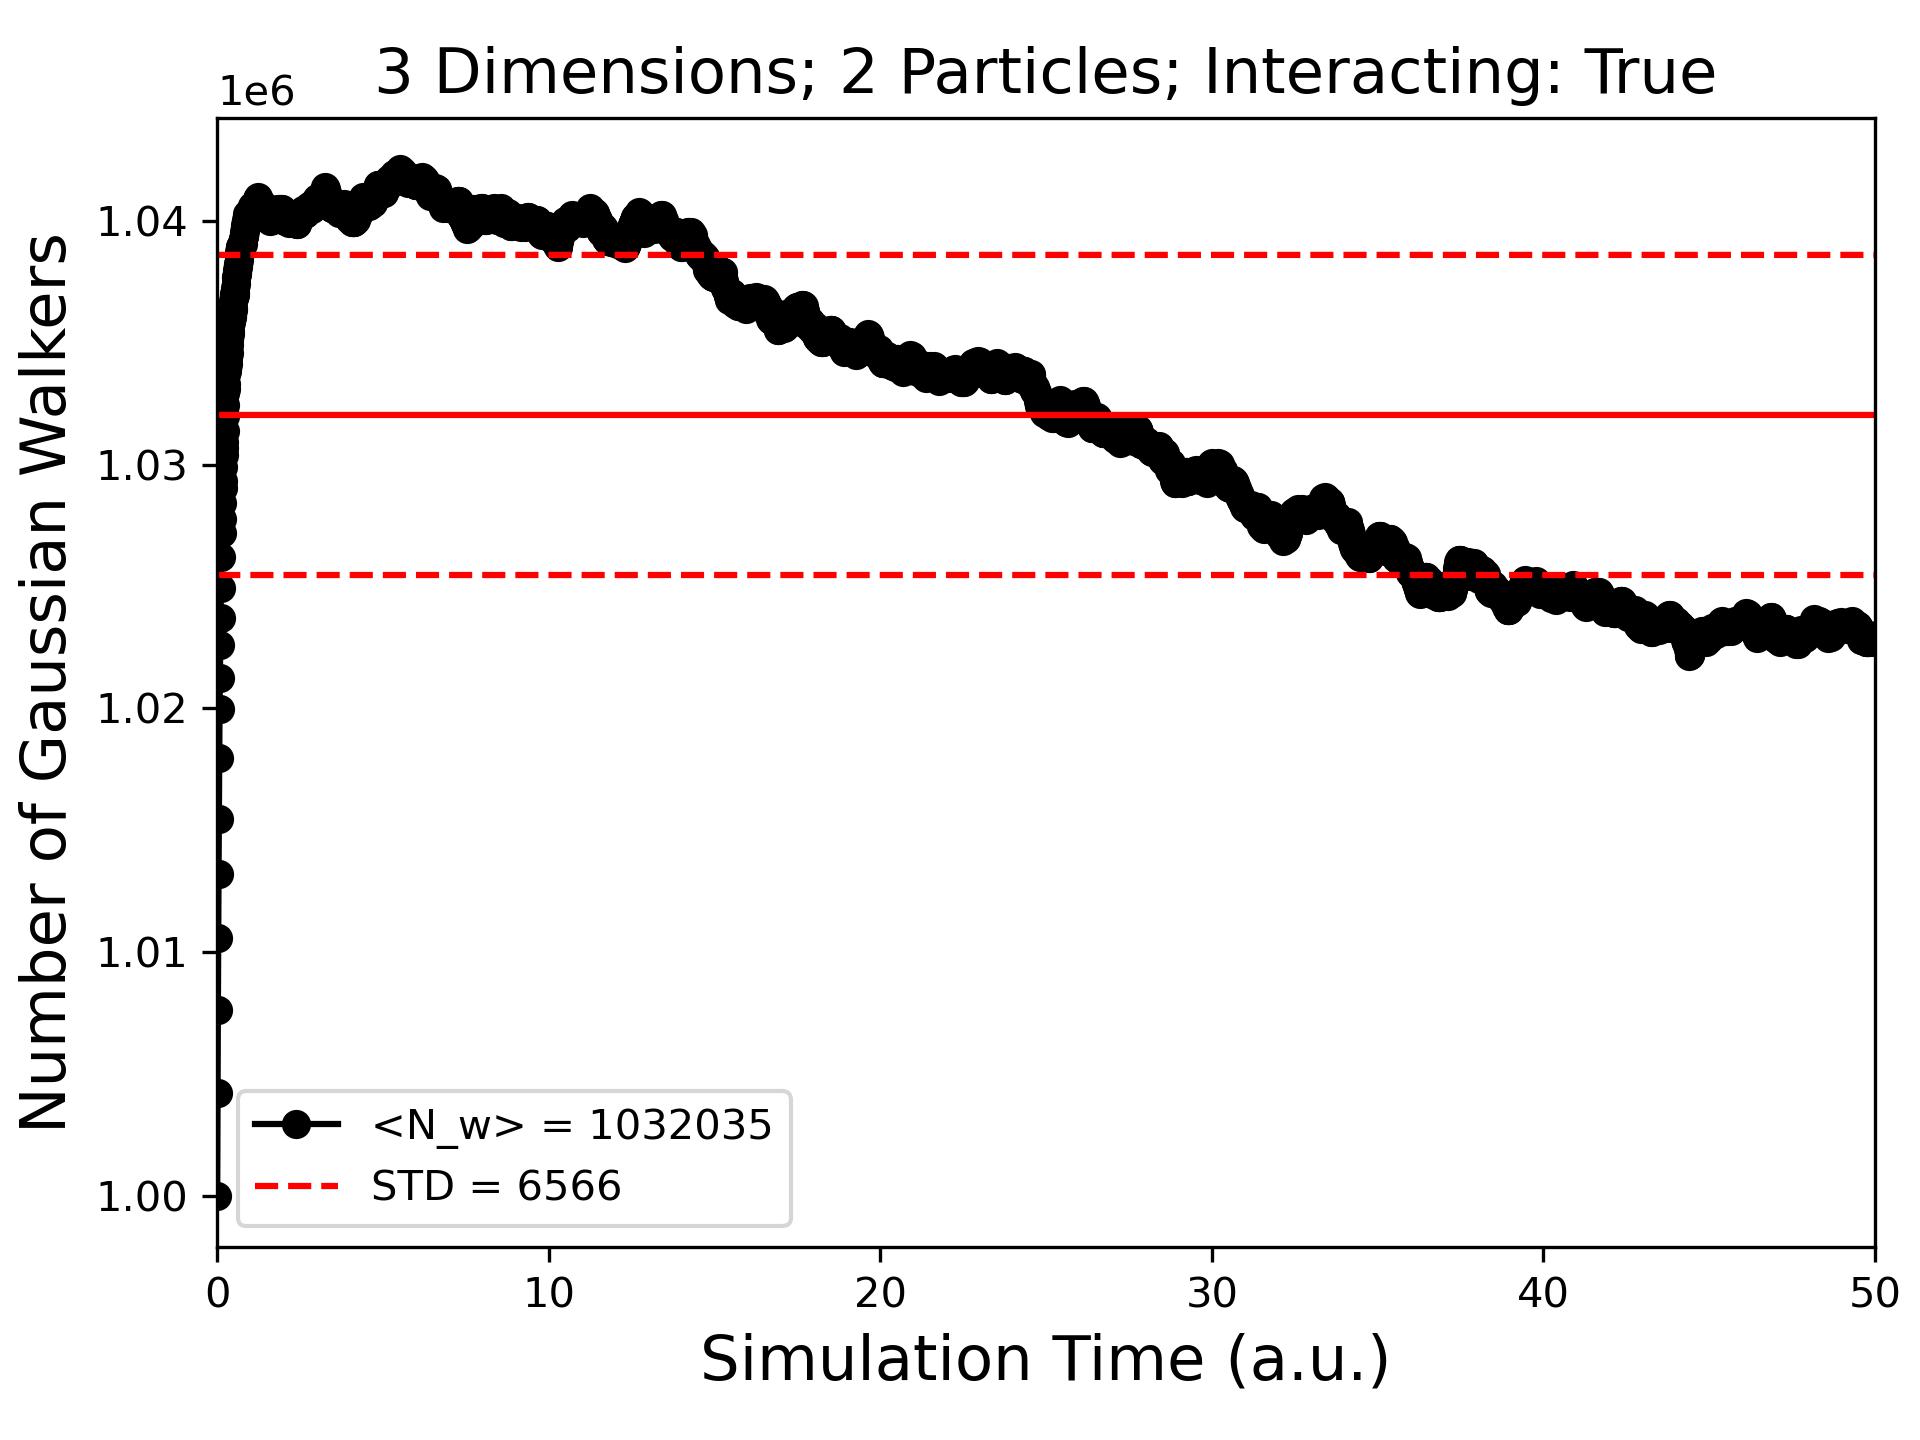 3 Dimensions; 2 Particles; Interacting: True
1e6
Number of Gaussian Walkers
1.04
1.03
1.02
1.01
1.00
<N_w> = 1032035
STD = 6566
0 10 20 30 40 50
Simulation Time (a.u.)